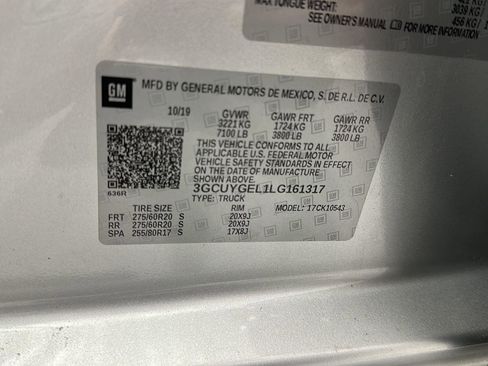 MAX TONGUE WEIGHT:
3039 KG/
SEE OWNER'S MANUAL FOR MORE INFORMATION
456 KG/ 1
GM
MFD BY GENERAL MOTORS DE MEXICO, S. DE R.L. DE C.V.
10/19 GVWR GAWR FRT GAWR RR
3221 KG 1724 KG 1724 KG
7100 LB 3800 LB 3800 LB
THIS VEHICLE CONFORMS TO ALL
APPLICABLE U.S. FEDERAL MOTOR
VEHICLE SAFETY STANDARDS IN EFFECT
ON THE DATE OF MANUFACTURE
SHOWN ABOVE.
3GCUYGEL1LG161317
636R
TYPE: TRUCK
TIRE SIZE RIM MODEL: 17CK10543
FRT 275/60R20 S 20X9J
RR 275/60R20 S 20X9J
SPA 255/80R17 S 17X8J